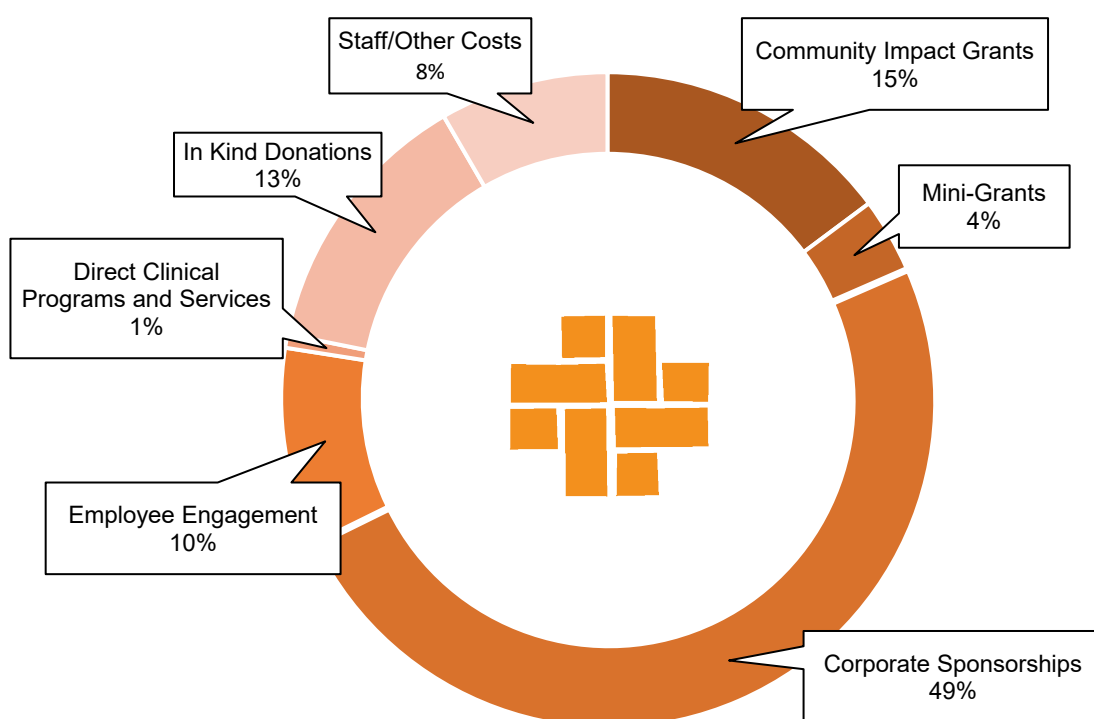 Staff/Other Costs
8%
Community Impact Grants
15%
In Kind Donations
13%
Mini-Grants
4%
Direct Clinical
Programs and Services
1%
Employee Engagement
10%
Corporate Sponsorships
49%